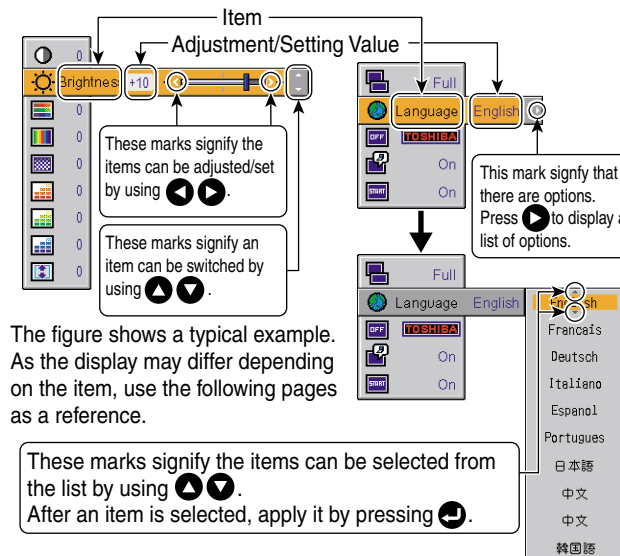 Item
Adjustment/Setting Value
0
Brightnes
+10
0
0
0
0
0
0
0
These marks signify the
items can be adjusted/set
by using
.
These marks signify an
item can be switched by
using
.
Full
Language
English
OFF
TOSHIBA
On
START
On
This mark signfy that
there are options.
Press
to display a
list of options.
Full
Language
English
OFF
TOSHIBA
On
START
On
English
Francais
Deutsch
Italiano
Espanol
Portugues
日本語
中文
中文
韓国語
The figure shows a typical example.
As the display may differ depending
on the item, use the following pages
as a reference.
These marks signify the items can be selected from
the list by using
.
After an item is selected, apply it by pressing
.